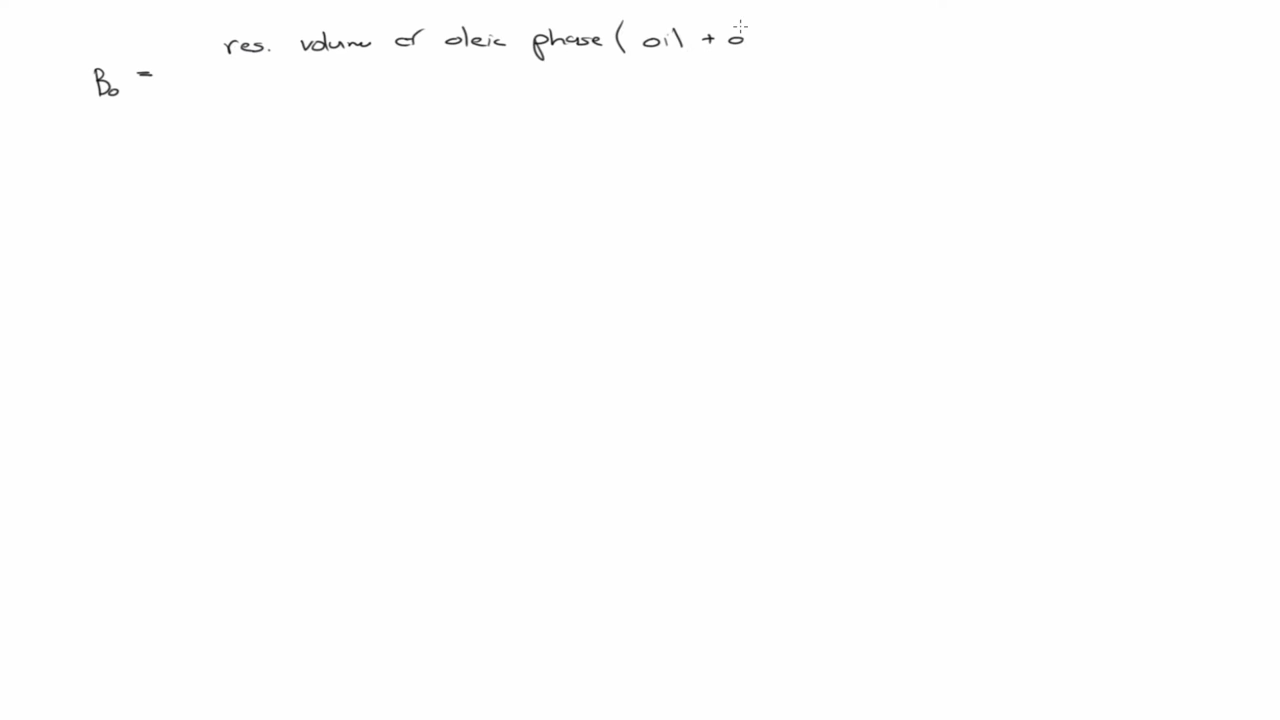 res. volume of oleic phase ( oil + o
Bo =